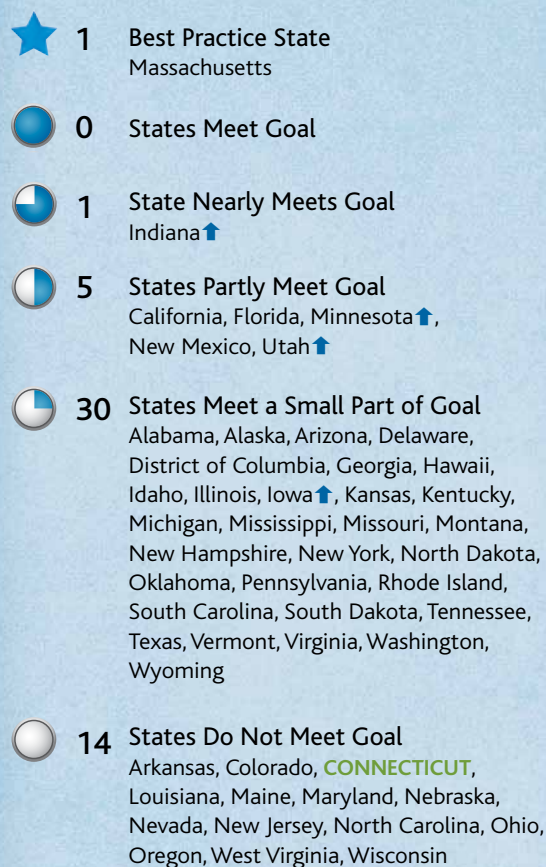 1 Best Practice State
Massachusetts
0 States Meet Goal
1 State Nearly Meets Goal
Indiana⬆
5 States Partly Meet Goal
California, Florida, Minnesota⬆,
New Mexico, Utah⬆
30 States Meet a Small Part of Goal
Alabama, Alaska, Arizona, Delaware,
District of Columbia, Georgia, Hawaii,
Idaho, Illinois, Iowa⬆, Kansas, Kentucky,
Michigan, Mississippi, Missouri, Montana,
New Hampshire, New York, North Dakota,
Oklahoma, Pennsylvania, Rhode Island,
South Carolina, South Dakota, Tennessee,
Texas, Vermont, Virginia, Washington,
Wyoming
14 States Do Not Meet Goal
Arkansas, Colorado, CONNECTICUT,
Louisiana, Maine, Maryland, Nebraska,
Nevada, New Jersey, North Carolina, Ohio,
Oregon, West Virginia, Wisconsin